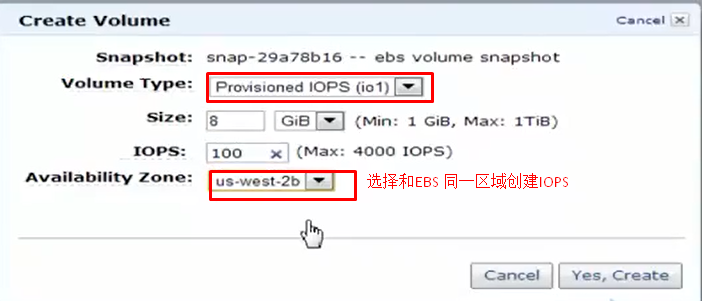 Create Volume Cancel x
Snapshot: snap-29a78b16 -- ebs volume snapshot
Volume Type: Provisioned IOPS (io1)
Size: 8 GiB (Min: 1 GiB, Max: 1TiB)
IOPS: 100 × (Max: 4000 IOPS)
Availability Zone: us-west-2b 选择和EBS 同一区域创建IOPS
Cancel Yes, Create